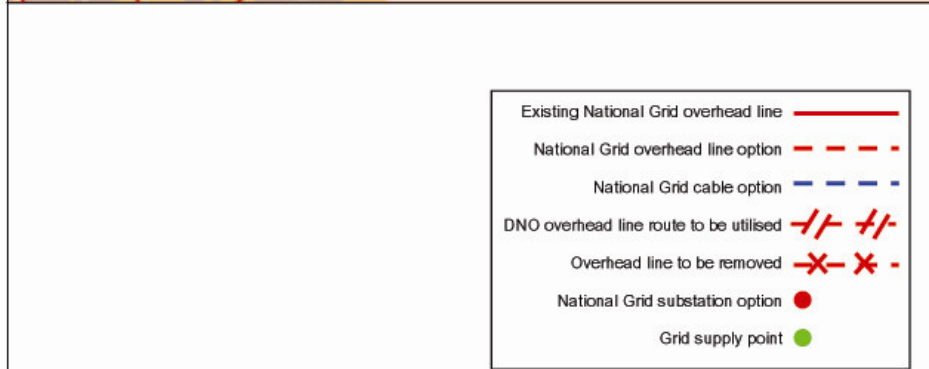 Existing National Grid overhead line
National Grid overhead line option
National Grid cable option
DNO overhead line route to be utilised
Overhead line to be removed
National Grid substation option
Grid supply point